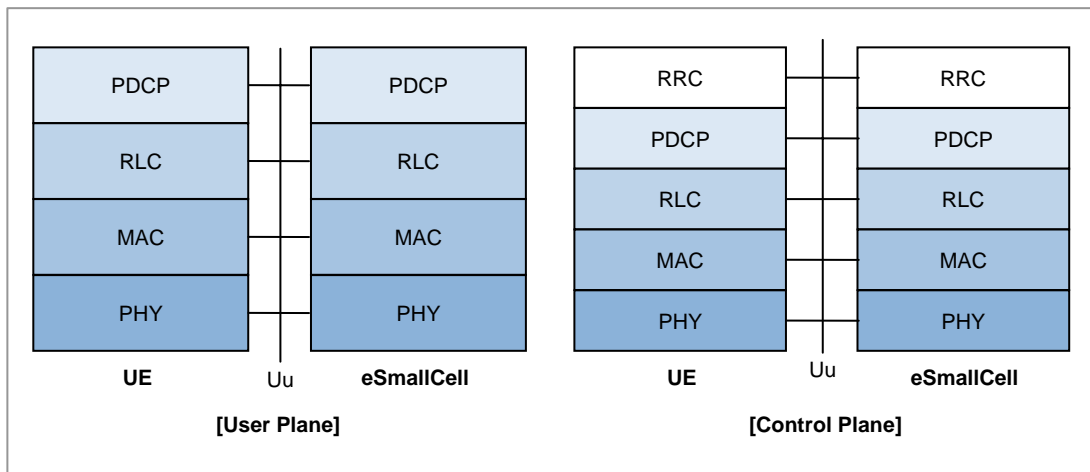 PDCP PDCP
RLC RLC
MAC MAC
PHY PHY
UE Uu eSmallCell
[User Plane]
RRC RRC
PDCP PDCP
RLC RLC
MAC MAC
PHY PHY
UE Uu eSmallCell
[Control Plane]